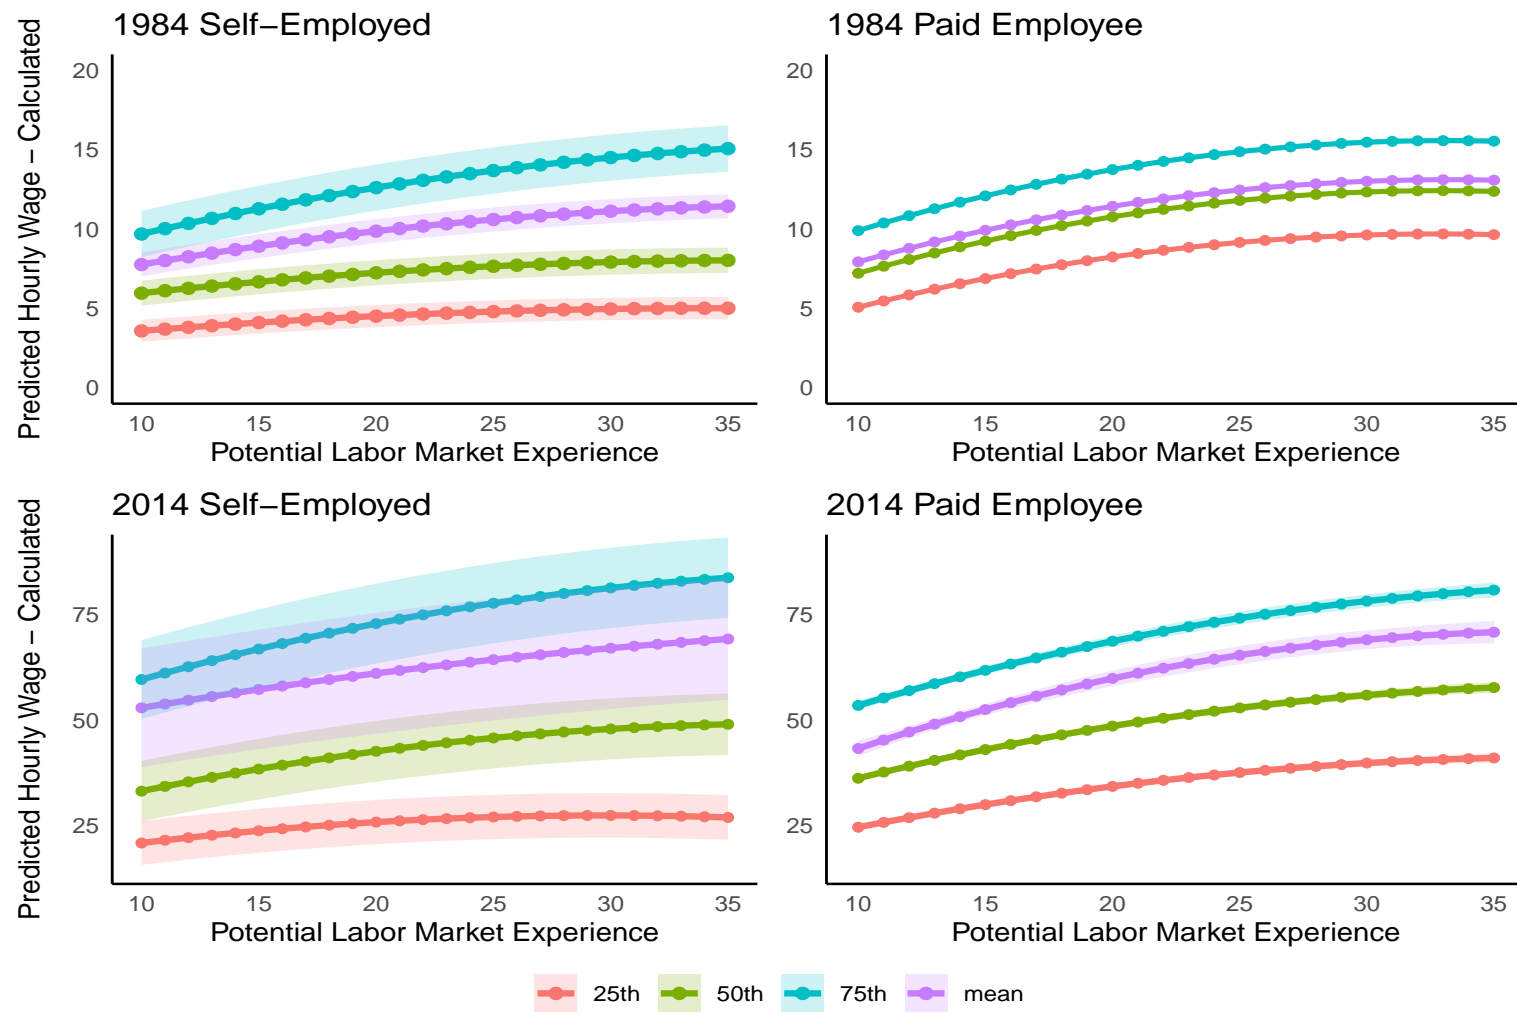 1984 Self−Employed
Predicted Hourly Wage − Calculated
20
15
10
5
0
10 15 20 25 30 35
Potential Labor Market Experience
1984 Paid Employee
20
15
10
5
0
10 15 20 25 30 35
Potential Labor Market Experience
2014 Self−Employed
Predicted Hourly Wage − Calculated
75
50
25
10 15 20 25 30 35
Potential Labor Market Experience
2014 Paid Employee
75
50
25
10 15 20 25 30 35
Potential Labor Market Experience
25th 50th 75th mean